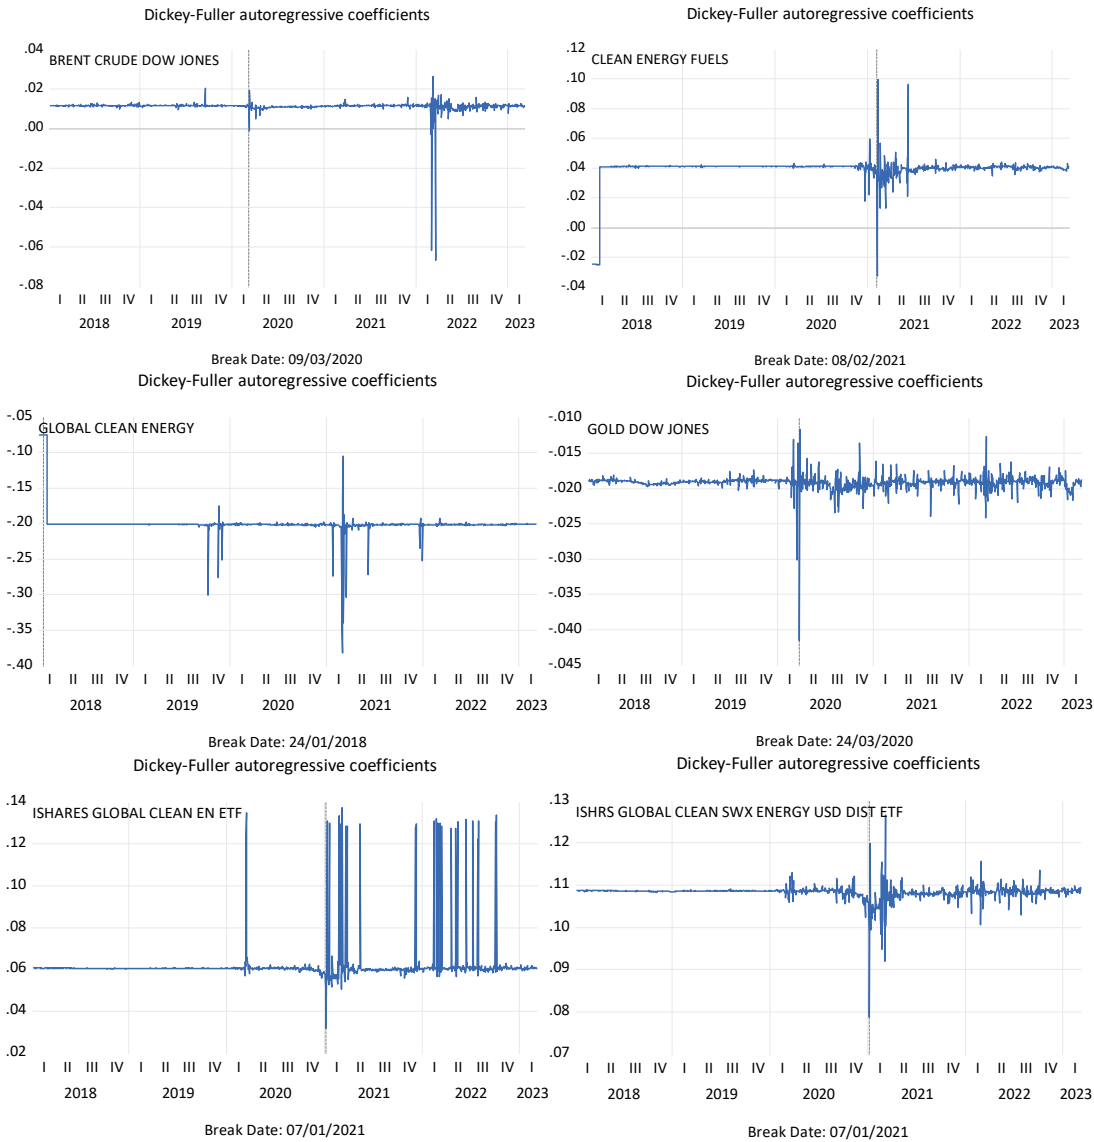 Dickey-Fuller autoregressive coefficients
BRENT CRUDE DOW JONES
.04
.02
.00
-.02
-.04
-.06
-.08
I II III IV I II III IV I II III IV I II III IV I II III IV I
2018 2019 2020 2021 2022 2023
Break Date: 09/03/2020
Dickey-Fuller autoregressive coefficients
CLEAN ENERGY FUELS
.12
.10
.08
.06
.04
.02
.00
-.02
-.04
I II III IV I II III IV I II III IV I II III IV I II III IV I
2018 2019 2020 2021 2022 2023
Break Date: 08/02/2021
Dickey-Fuller autoregressive coefficients
GLOBAL CLEAN ENERGY
-.05
-.10
-.15
-.20
-.25
-.30
-.35
-.40
I II III IV I II III IV I II III IV I II III IV I II III IV I
2018 2019 2020 2021 2022 2023
Break Date: 24/01/2018
Dickey-Fuller autoregressive coefficients
GOLD DOW JONES
-.010
-.015
-.020
-.025
-.030
-.035
-.040
-.045
I II III IV I II III IV I II III IV I II III IV I II III IV I
2018 2019 2020 2021 2022 2023
Break Date: 24/03/2020
Dickey-Fuller autoregressive coefficients
ISHARES GLOBAL CLEAN EN ETF
.14
.12
.10
.08
.06
.04
.02
I II III IV I II III IV I II III IV I II III IV I II III IV I
2018 2019 2020 2021 2022 2023
Break Date: 07/01/2021
Dickey-Fuller autoregressive coefficients
ISHRS GLOBAL CLEAN SWX ENERGY USD DIST ETF
.13
.12
.11
.10
.09
.08
.07
I II III IV I II III IV I II III IV I II III IV I II III IV I
2018 2019 2020 2021 2022 2023
Break Date: 07/01/2021